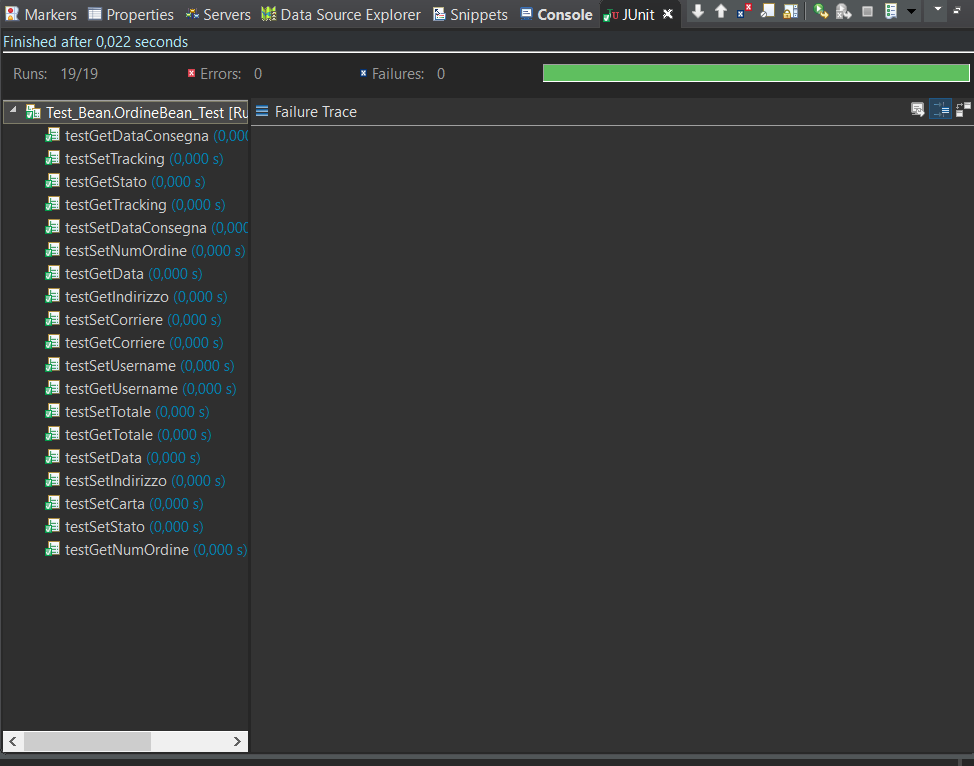 Markers Properties Servers Data Source Explorer Snippets Console JUnit
Finished after 0,022 seconds
Runs: 19/19 Errors: 0 Failures: 0
Test_Bean.OrdineBean_Test [Ru
Failure Trace
testGetDataConsegna (0,000
testSetTracking (0,000 s)
testGetStato (0,000 s)
testGetTracking (0,000 s)
testSetDataConsegna (0,000
testSetNumOrdine (0,000 s)
testGetData (0,000 s)
testGetIndirizzo (0,000 s)
testSetCorriere (0,000 s)
testGetCorriere (0,000 s)
testSetUsername (0,000 s)
testGetUsername (0,000 s)
testSetTotale (0,000 s)
testGetTotale (0,000 s)
testSetData (0,000 s)
testSetIndirizzo (0,000 s)
testSetCarta (0,000 s)
testSetStato (0,000 s)
testGetNumOrdine (0,000 s)